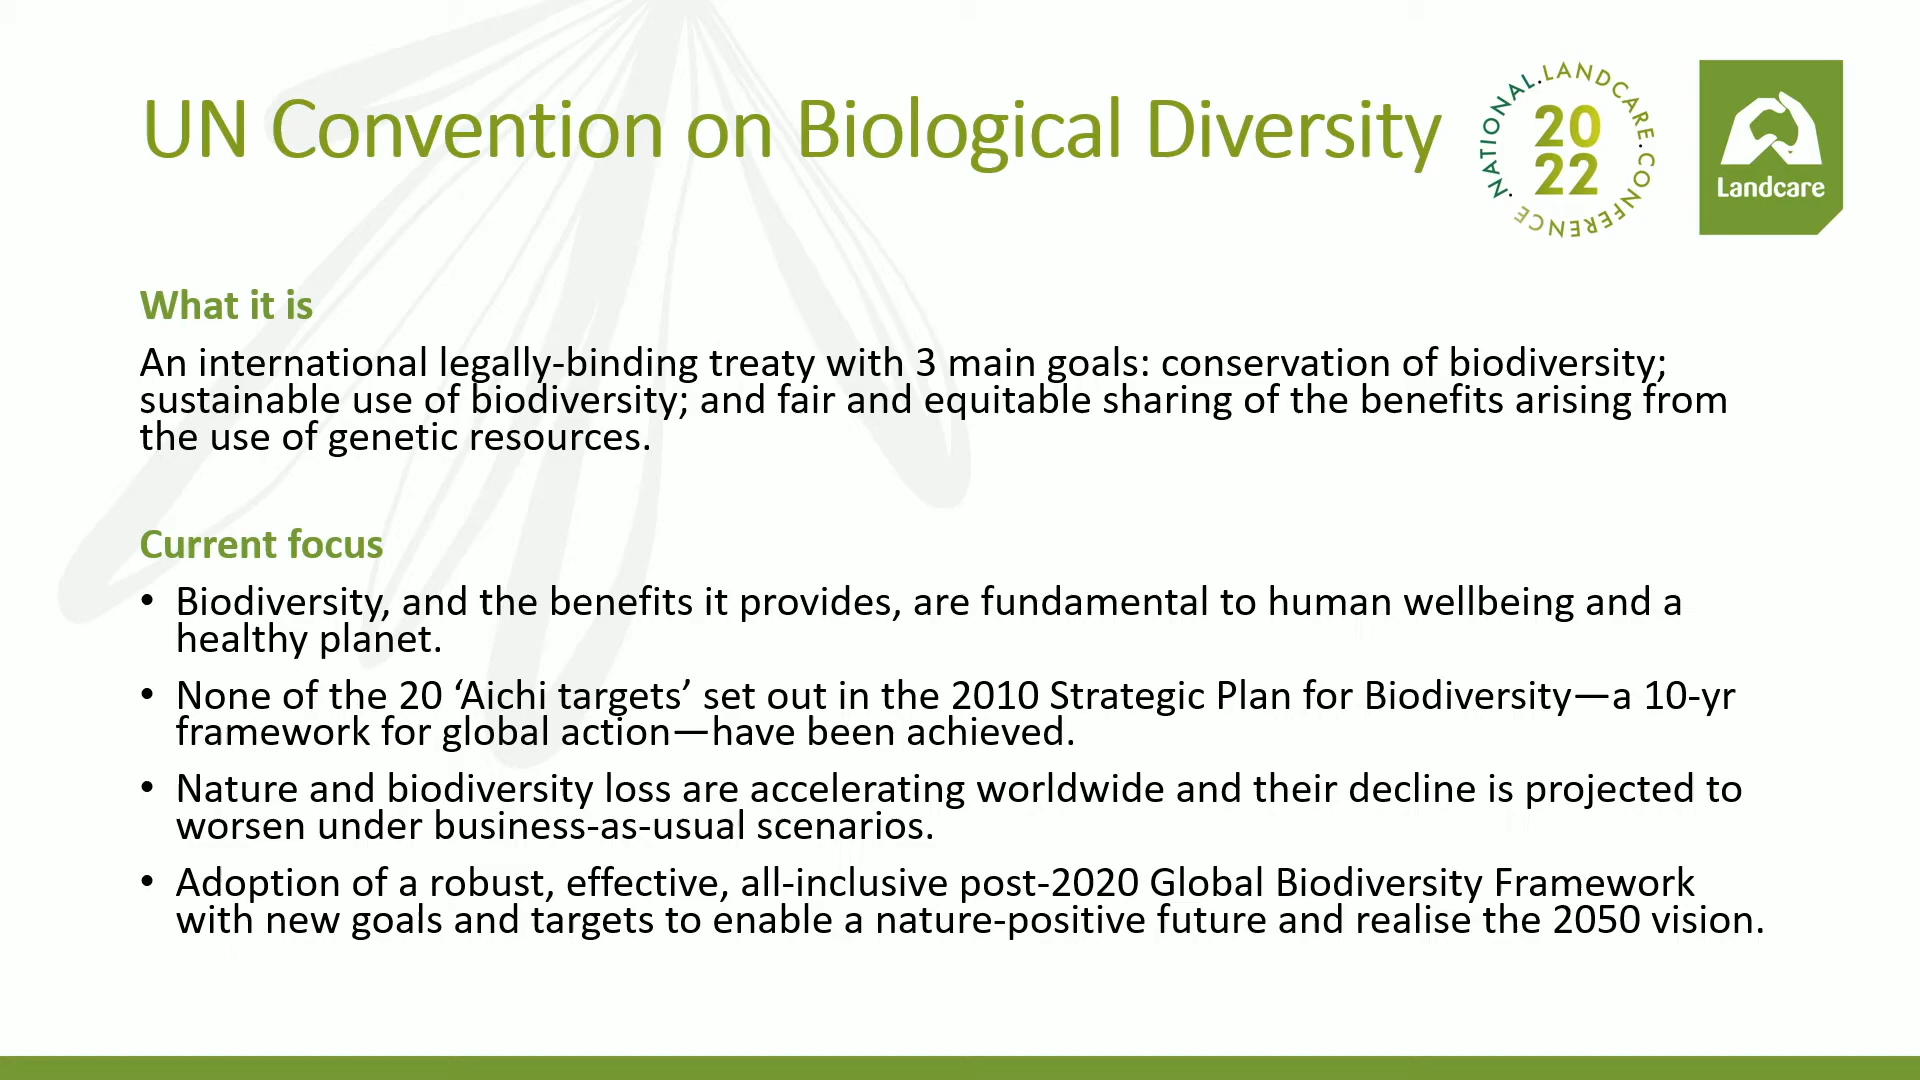 UN Convention on Biological Diversity
NATIONAL.LANDCARE.CONFERENCE.
20
22
Landcare
What it is
An international legally-binding treaty with 3 main goals: conservation of biodiversity;
sustainable use of biodiversity; and fair and equitable sharing of the benefits arising from
the use of genetic resources.
Current focus
• Biodiversity, and the benefits it provides, are fundamental to human wellbeing and a
healthy planet.
• None of the 20 ‘Aichi targets’ set out in the 2010 Strategic Plan for Biodiversity—a 10-yr
framework for global action—have been achieved.
• Nature and biodiversity loss are accelerating worldwide and their decline is projected to
worsen under business-as-usual scenarios.
• Adoption of a robust, effective, all-inclusive post-2020 Global Biodiversity Framework
with new goals and targets to enable a nature-positive future and realise the 2050 vision.